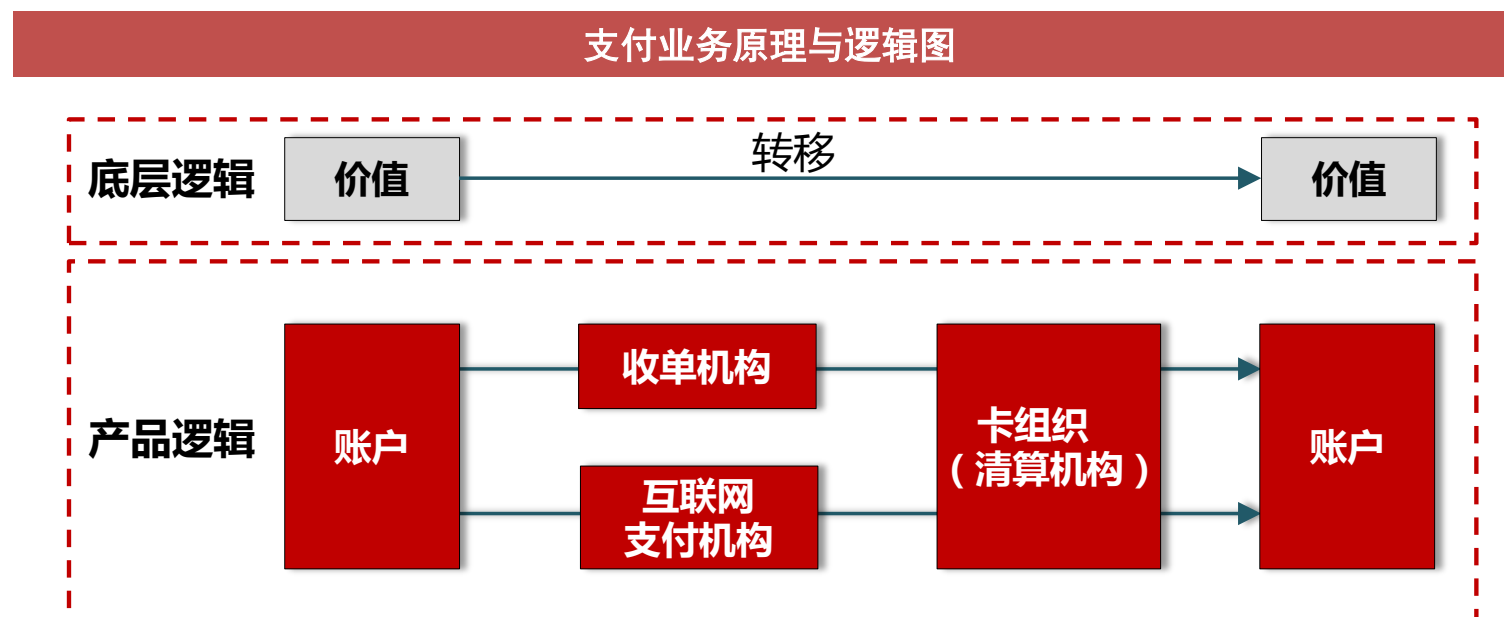 支付业务原理与逻辑图
转移
底层逻辑
价值
价值
产品逻辑
账户
收单机构
互联网
支付机构
卡组织
（清算机构）
账户